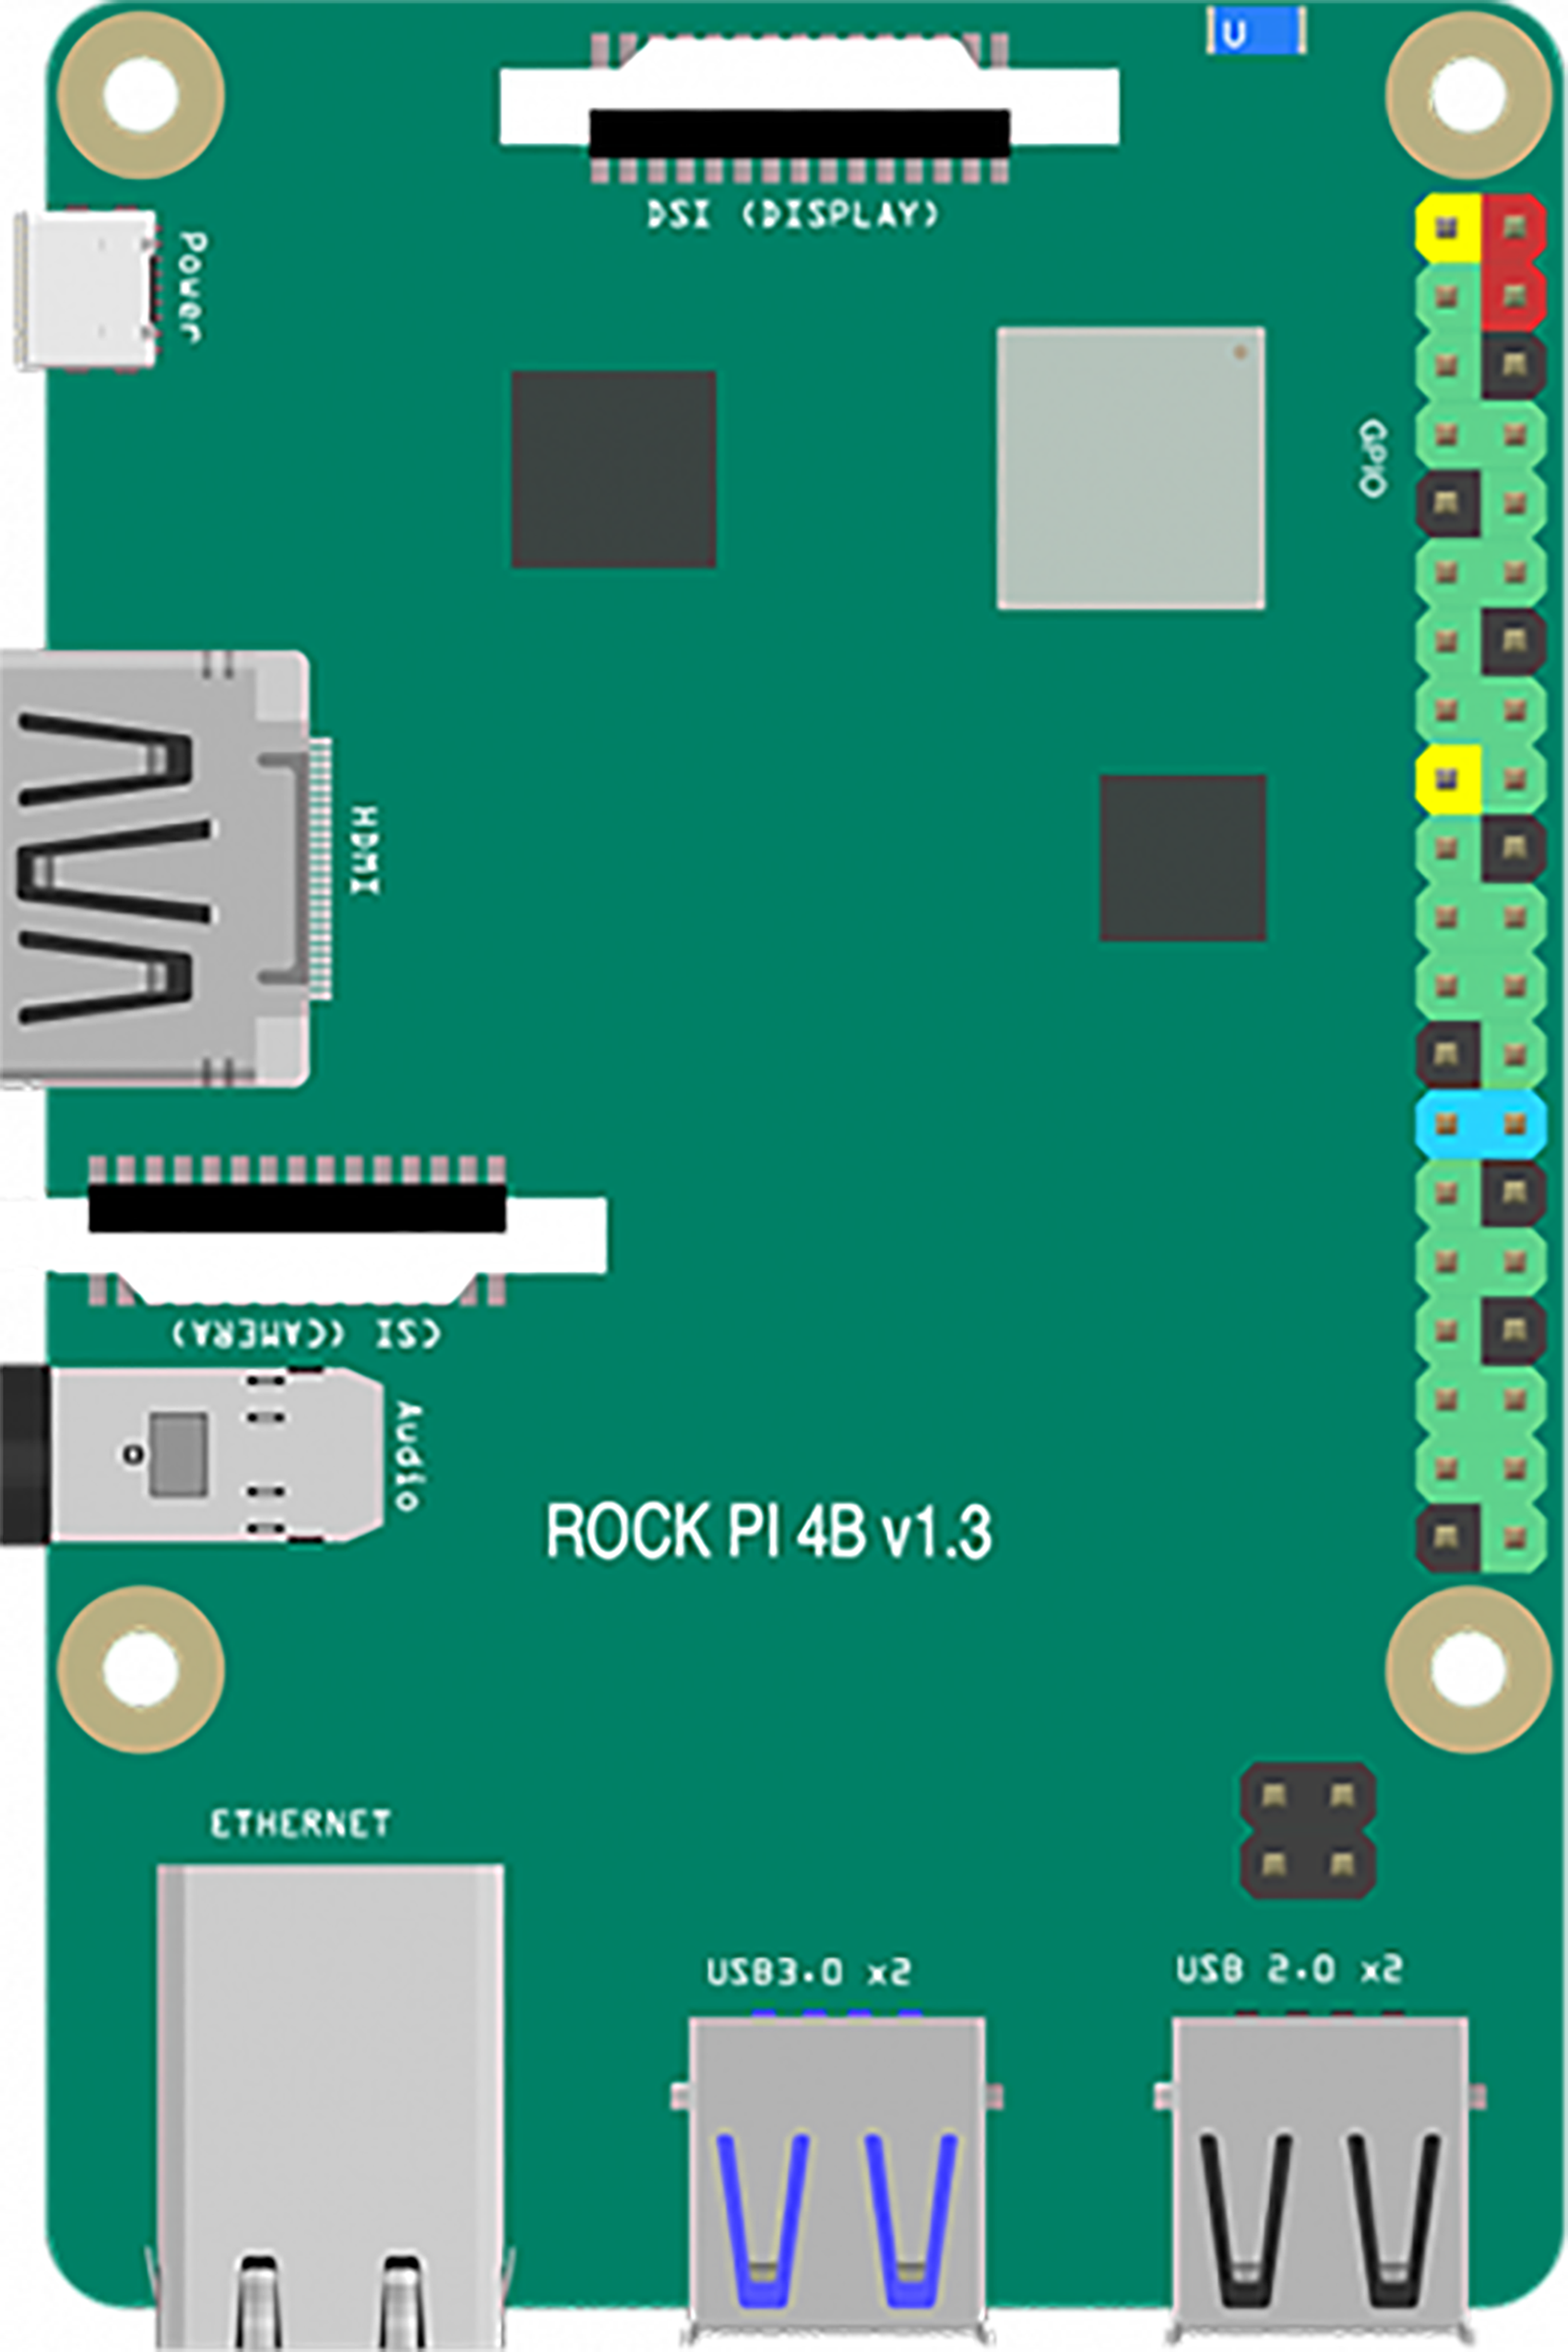 U
DSI (DISPLAY)
Power
GPIO
HDMI
CSI (CAMERA)
Audio
ROCK PI 4B v1.3
ETHERNET
USB3.0 x2
USB 2.0 x2